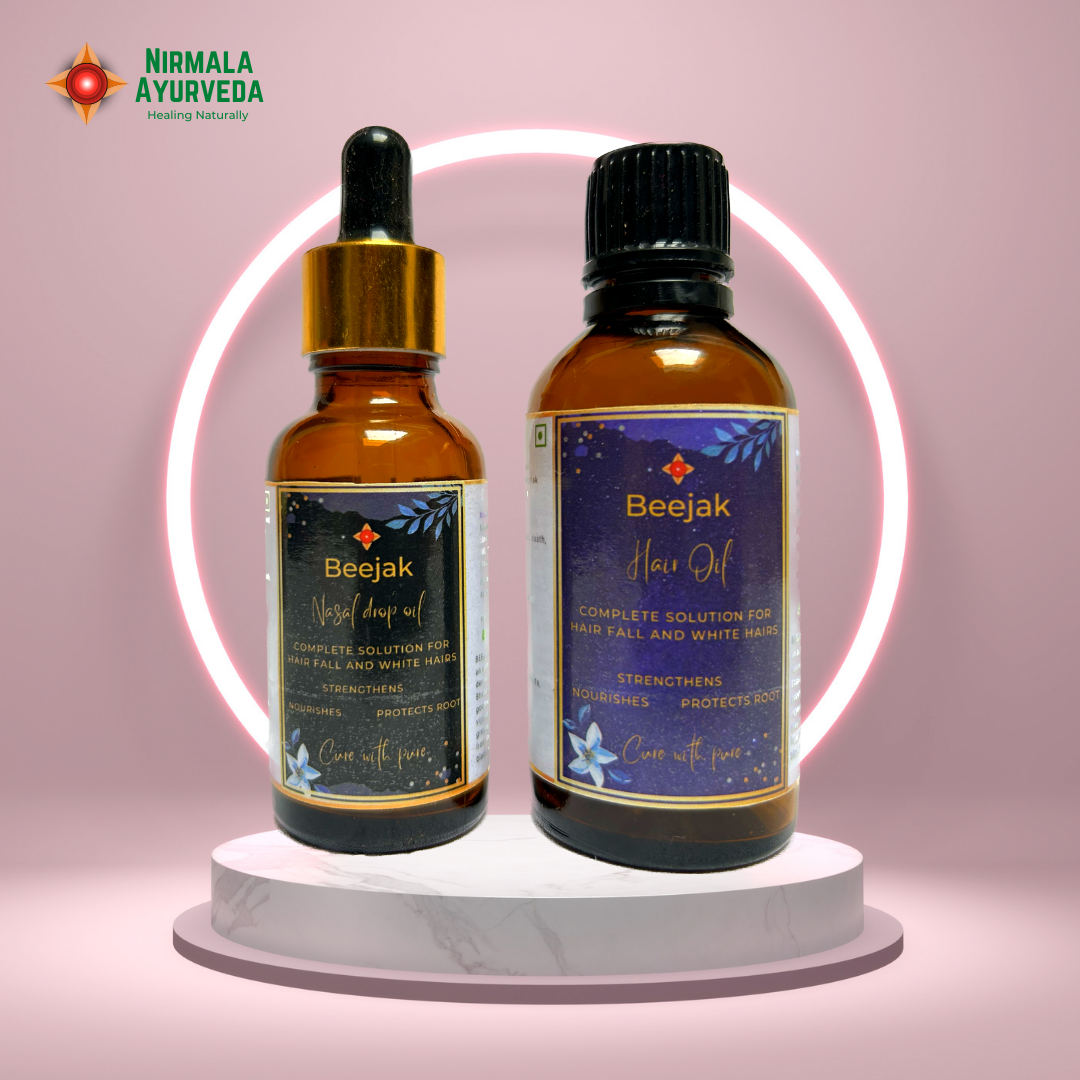 NIRMALA
AYURVEDA
Healing Naturally
Beejak
Nasal drop oil
COMPLETE SOLUTION FOR
HAIR FALL AND WHITE HAIRS
STRENGTHENS
NOURISHES PROTECTS ROOT
Cure with pure
Beejak
Hair Oil
COMPLETE SOLUTION FOR
HAIR FALL AND WHITE HAIRS
STRENGTHENS
NOURISHES PROTECTS ROOT
Cure with pure